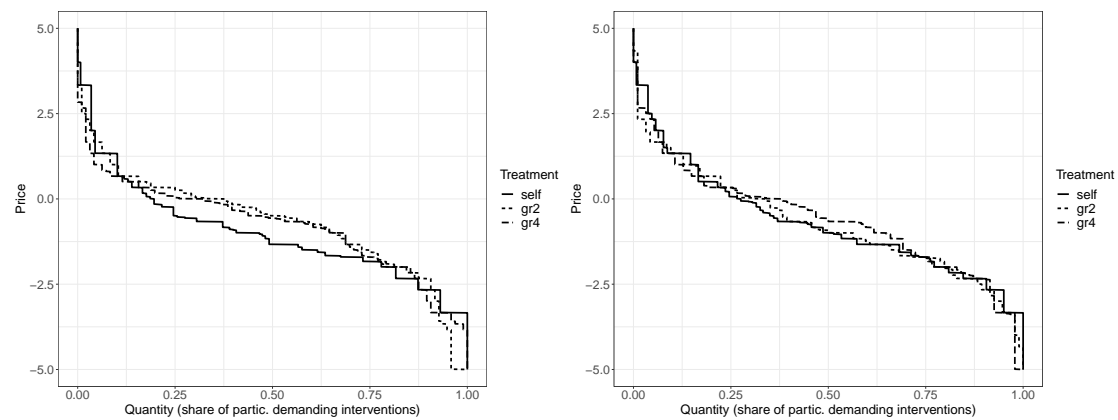 5.0
2.5
0.0
-2.5
-5.0
Price
0.00
0.25
0.50
0.75
1.00
Quantity (share of partic. demanding interventions)
Treatment
self
gr2
gr4
5.0
2.5
0.0
-2.5
-5.0
Price
0.00
0.25
0.50
0.75
1.00
Quantity (share of partic. demanding interventions)
Treatment
self
gr2
gr4